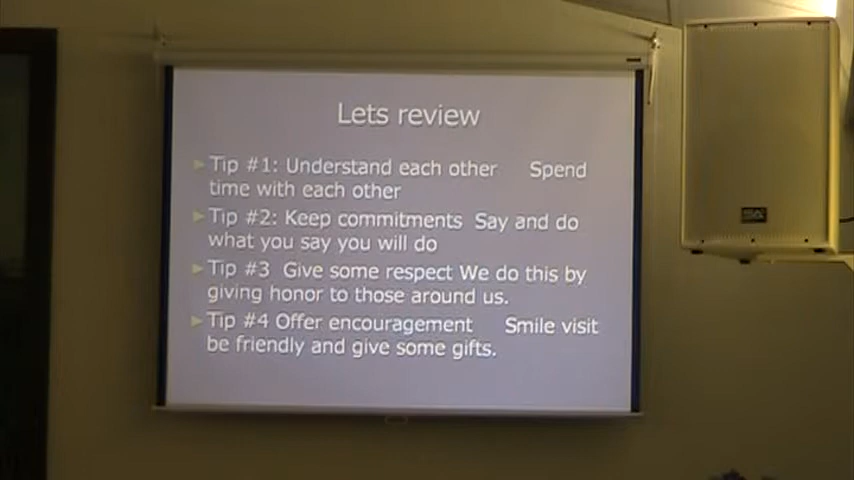 Lets review
Tip #1: Understand each other Spend
time with each other
Tip #2: Keep commitments Say and do
what you say you will do
Tip #3 Give some respect We do this by
giving honor to those around us.
Tip #4 Offer encouragement Smile visit
be friendly and give some gifts.